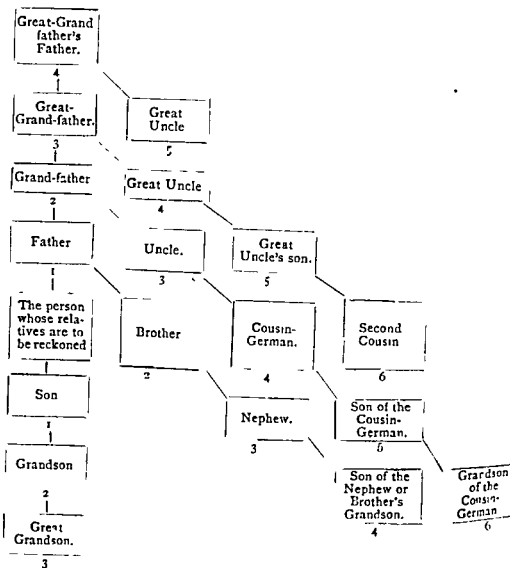 Great-Grand
father's
Father.
4
Great-
Grand-father.
3
Great
Uncle
5
Grand-father
2
Great Uncle
4
Father
1
Uncle.
3
Great
Uncle's son.
5
The person
whose rela-
tives are to
be reckoned
Brother
2
Cousin-
German.
4
Second
Cousin
6
Son
1
Nephew.
3
Son of the
Cousin-
German.
5
Grandson
2
Son of the
Nephew or
Brother's
Grandson.
4
Grandson
of the
Cousin-
German
6
Great
Grandson.
3